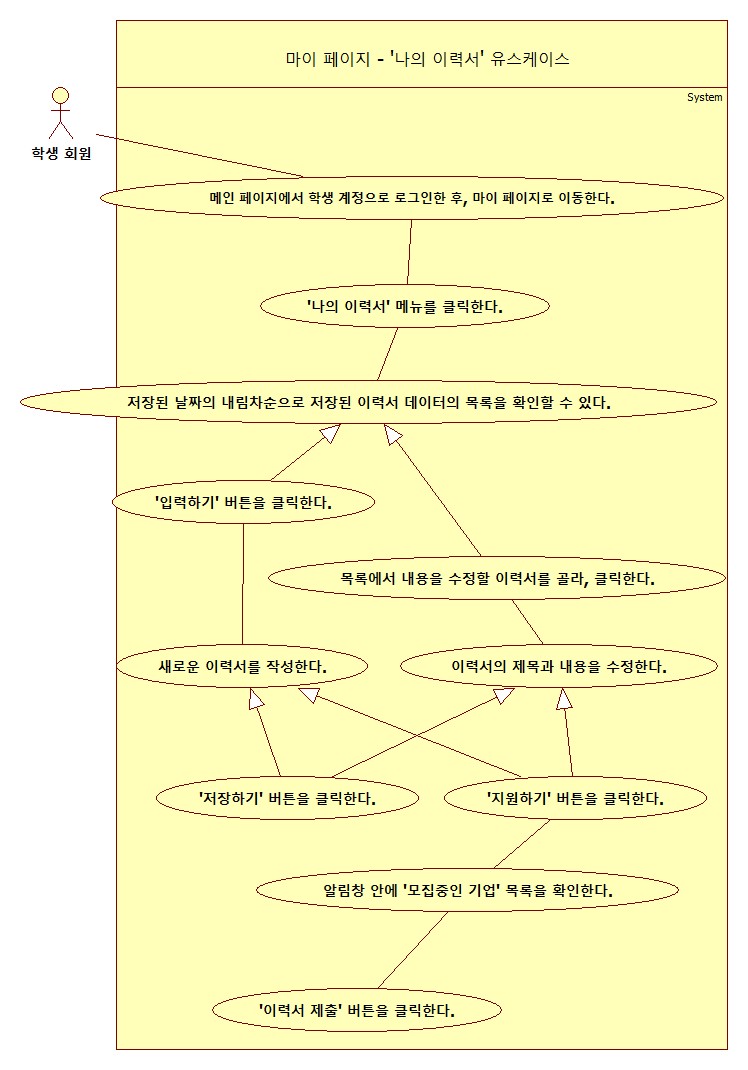 마이 페이지 - '나의 이력서' 유스케이스
System
학생 회원
메인 페이지에서 학생 계정으로 로그인한 후, 마이 페이지로 이동한다.
'나의 이력서' 메뉴를 클릭한다.
저장된 날짜의 내림차순으로 저장된 이력서 데이터의 목록을 확인할 수 있다.
'입력하기' 버튼을 클릭한다.
목록에서 내용을 수정할 이력서를 골라, 클릭한다.
새로운 이력서를 작성한다.
이력서의 제목과 내용을 수정한다.
'저장하기' 버튼을 클릭한다.
'지원하기' 버튼을 클릭한다.
알림창 안에 '모집중인 기업' 목록을 확인한다.
'이력서 제출' 버튼을 클릭한다.